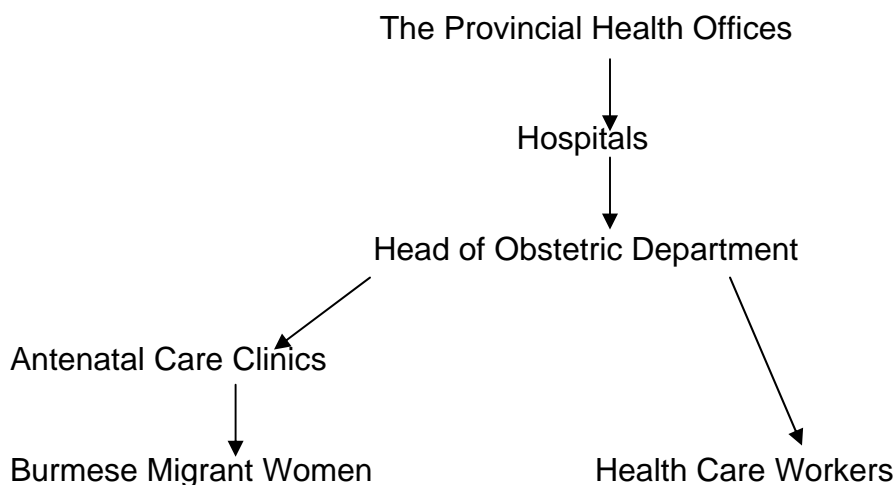 The Provincial Health Offices
Hospitals
Head of Obstetric Department
Antenatal Care Clinics
Burmese Migrant Women
Health Care Workers